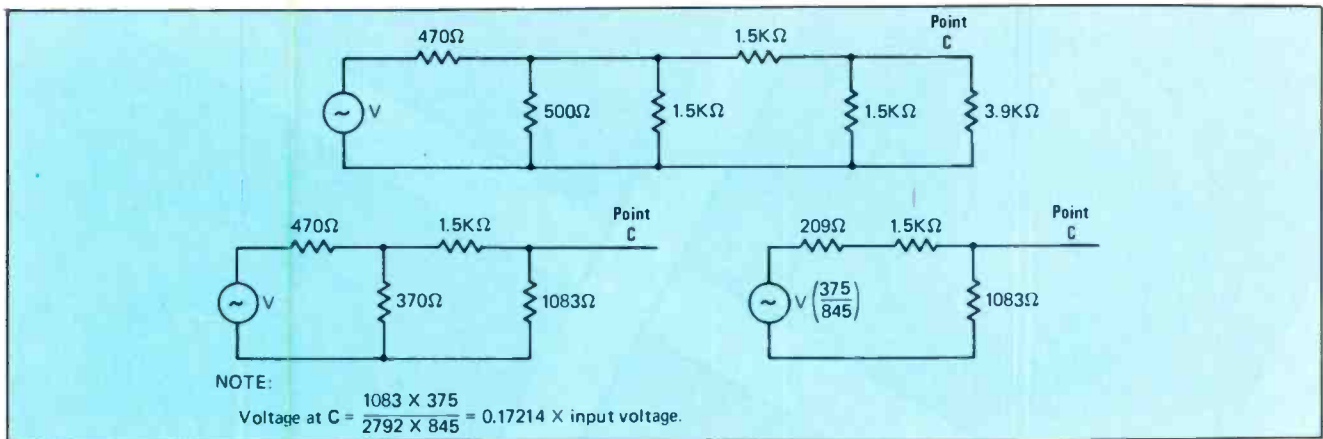 Point
C
470Ω
1.5KΩ
V
500Ω
1.5KΩ
1.5KΩ
3.9KΩ
470Ω
1.5KΩ
Point
C
V
370Ω
1083Ω
209Ω
1.5KΩ
Point
C
V (375/845)
1083Ω
NOTE:
Voltage at C = 1083 X 375 / 2792 X 845 = 0.17214 X input voltage.